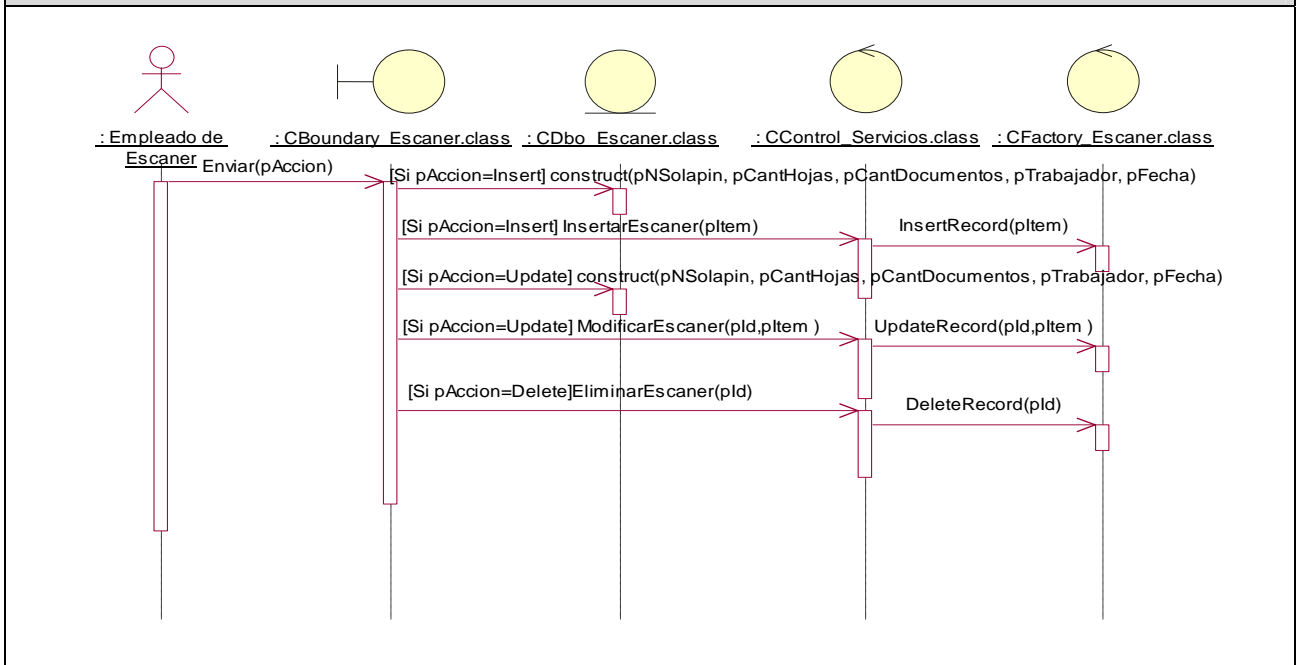 : Empleado de
Escaner
: CBoundary_Escaner.class
: CDbo_Escaner.class
: CControl_Servicios.class
: CFactory_Escaner.class
Enviar(pAccion)
[Si pAccion=Insert] construct(pNSolapin, pCantHojas, pCantDocumentos, pTrabajador, pFecha)
[Si pAccion=Insert] InsertarEscaner(pItem)
InsertRecord(pItem)
[Si pAccion=Update] construct(pNSolapin, pCantHojas, pCantDocumentos, pTrabajador, pFecha)
[Si pAccion=Update] ModificarEscaner(pId,pItem )
UpdateRecord(pId,pItem )
[Si pAccion=Delete]EliminarEscaner(pId)
DeleteRecord(pId)